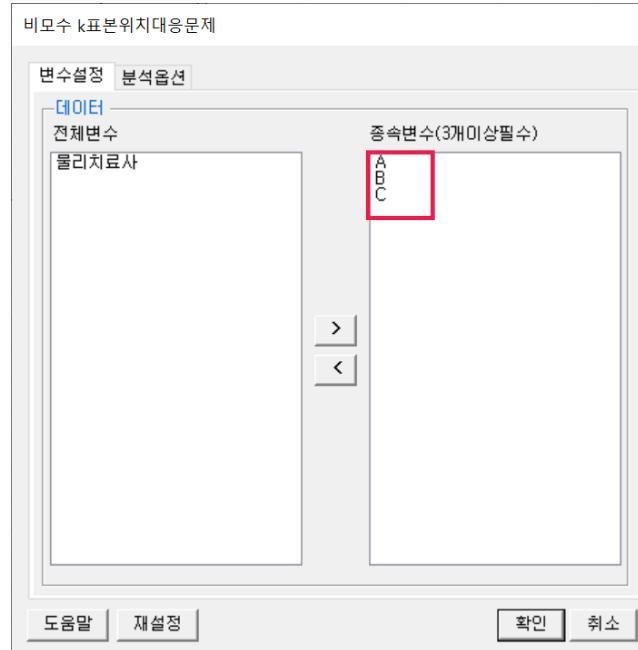 비모수 k표본위치대응문제
변수설정 분석옵션
데이터
전체변수
물리치료사
종속변수(3개이상필수)
A
B
C
>
<
도움말 재설정 확인 취소